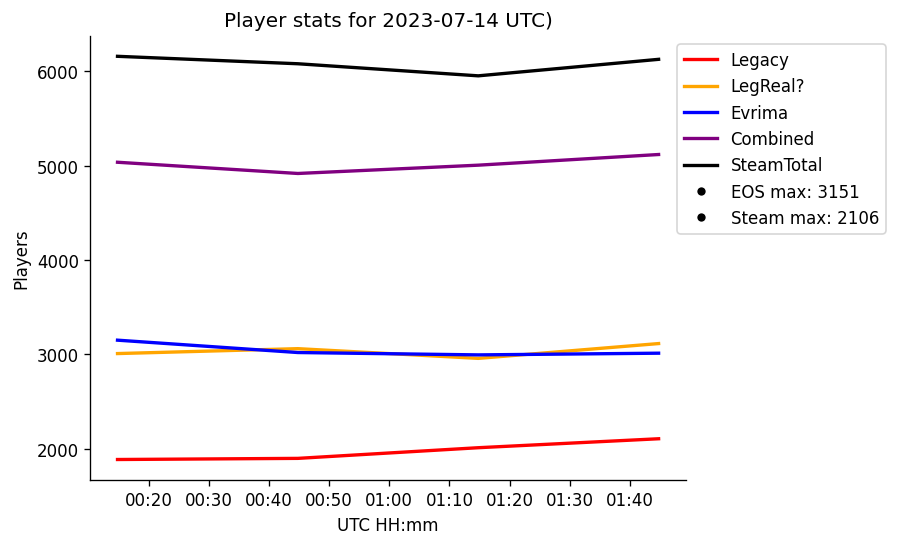 Player stats for 2023-07-14 UTC)
Legacy
LegReal?
Evrima
Combined
SteamTotal
EOS max: 3151
Steam max: 2106
Players
6000
5000
4000
3000
2000
00:20 00:30 00:40 00:50 01:00 01:10 01:20 01:30 01:40
UTC HH:mm